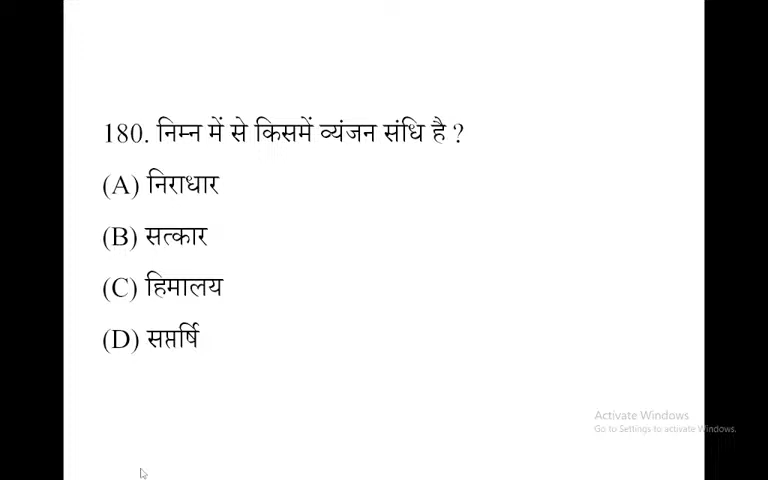 180. निम्न में से किसमें व्यंजन संधि है ?
(A) निराधार
(B) सत्कार
(C) हिमालय
(D) सप्तर्षि
Activate Windows
Go to Settings to activate Windows.